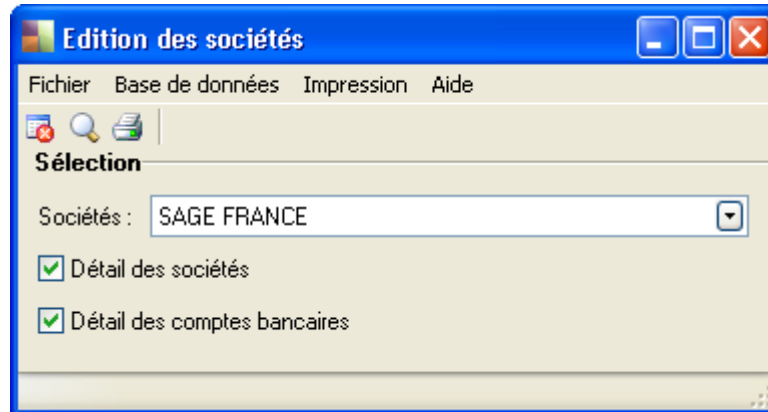 Edition des sociétés
Fichier Base de données Impression Aide
Sélection
Sociétés : SAGE FRANCE
Détail des sociétés
Détail des comptes bancaires